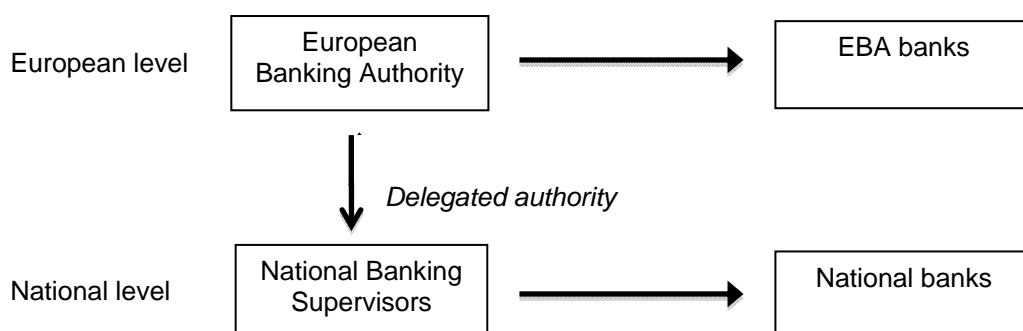 European level
European
Banking Authority
EBA banks
Delegated authority
National level
National Banking
Supervisors
National banks